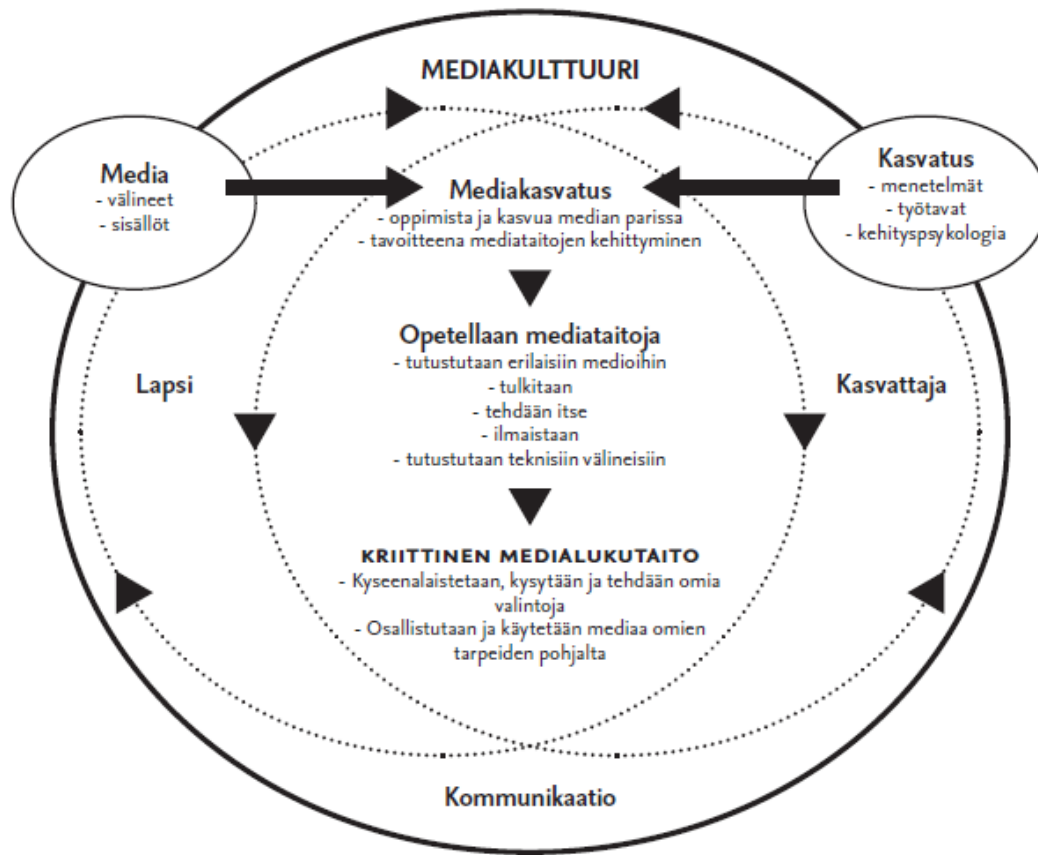 MEDIAKULTTUURI
Media
- välineet
- sisällöt
Kasvatus
- menetelmät
- työtavat
- kehityspsykologia
Mediakasvatus
- oppimista ja kasvua median parissa
- tavoitteena mediataitojen kehittyminen
Opetellaan mediataitoja
- tutustutaan erilaisiin medioihin
- tulkitaan
- tehdään itse
- ilmaistaan
- tutustutaan teknisiin välineisiin
Lapsi
Kasvattaja
KRIITTINEN MEDIALUKUTAITO
- Kyseenalaistetaan, kysytään ja tehdään omia
valintoja
- Osallistutaan ja käytetään mediaa omien
tarpeiden pohjalta
Kommunikaatio